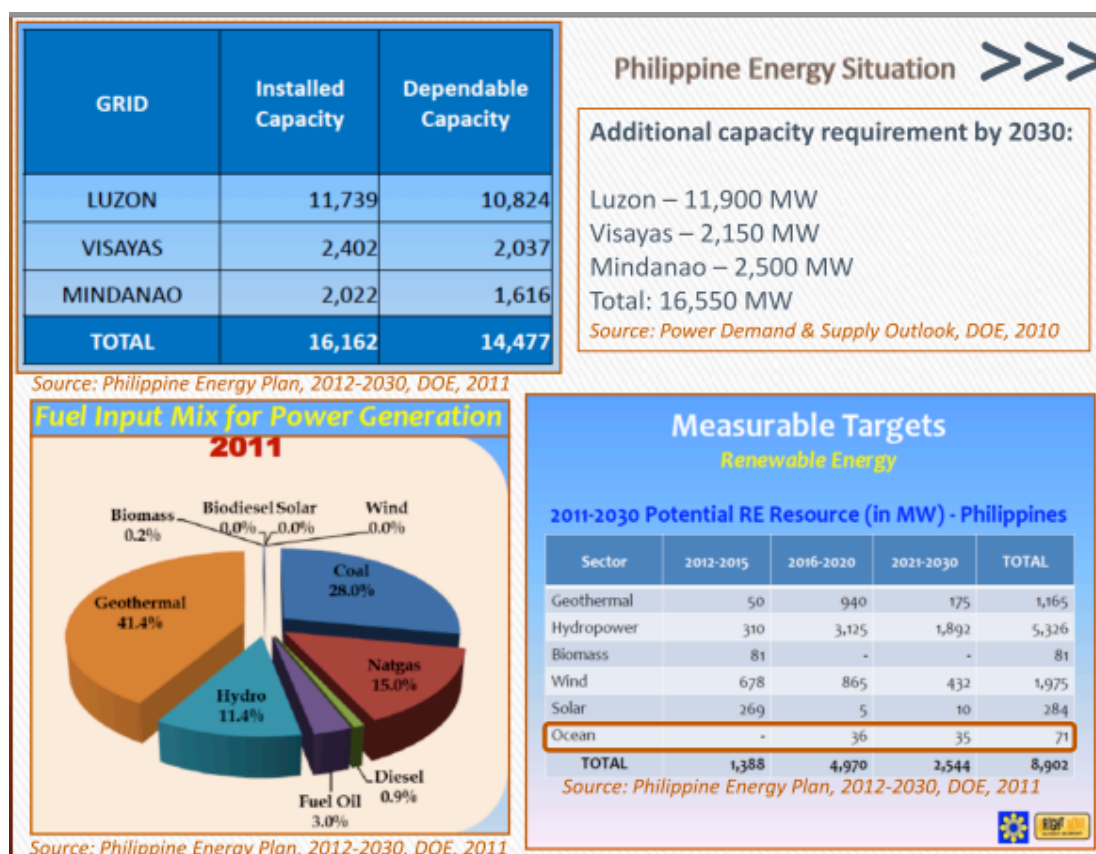 GRID Installed Capacity Dependable Capacity
LUZON 11,739 10,824
VISAYAS 2,402 2,037
MINDANAO 2,022 1,616
TOTAL 16,162 14,477
Source: Philippine Energy Plan, 2012-2030, DOE, 2011
Philippine Energy Situation >>>
Additional capacity requirement by 2030:
Luzon – 11,900 MW
Visayas – 2,150 MW
Mindanao – 2,500 MW
Total: 16,550 MW
Source: Power Demand & Supply Outlook, DOE, 2010
Fuel Input Mix for Power Generation
2011
Biomass
0.2%
Biodiesel
0.0%
Solar
0.0%
Wind
0.0%
Coal
28.0%
Geothermal
41.4%
Natgas
15.0%
Hydro
11.4%
Diesel
0.9%
Fuel Oil
3.0%
Source: Philippine Energy Plan, 2012-2030, DOE, 2011
Measurable Targets
Renewable Energy
2011-2030 Potential RE Resource (in MW) - Philippines
Sector 2012-2015 2016-2020 2021-2030 TOTAL
Geothermal 50 940 175 1,165
Hydropower 310 3,125 1,892 5,326
Biomass 81 - - 81
Wind 678 865 432 1,975
Solar 269 5 10 284
Ocean - 36 35 71
TOTAL 1,388 4,970 2,544 8,902
Source: Philippine Energy Plan, 2012-2030, DOE, 2011
RIGHT